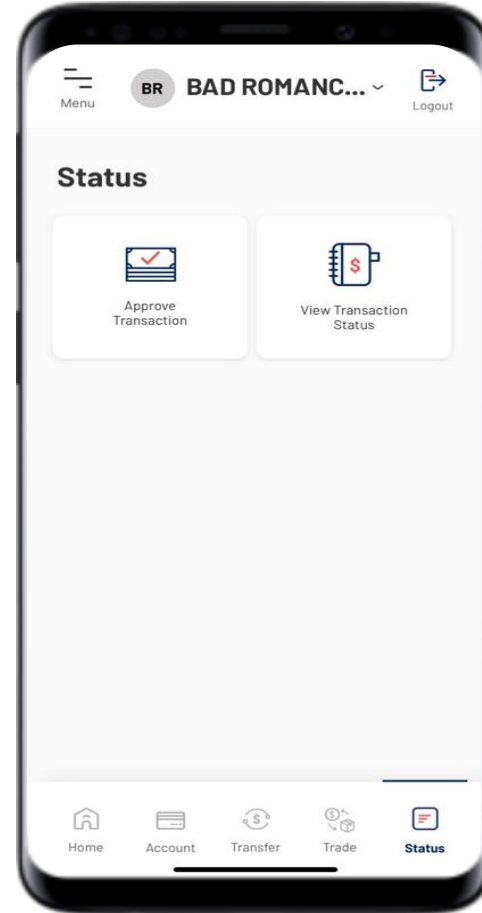 Menu
BR BAD ROMANC...
Logout
Status
Approve
Transaction
$
View Transaction
Status
$
$
Home Account Transfer Trade Status